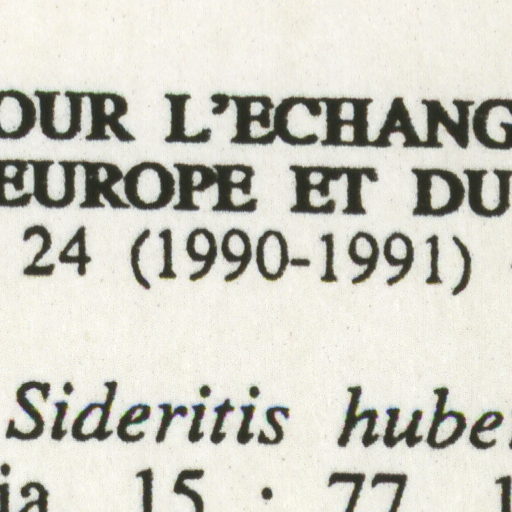 OUR L'ECHANG
EUROPE ET DU
24 (1990-1991)
Sideritis hube
ia 15 : 77